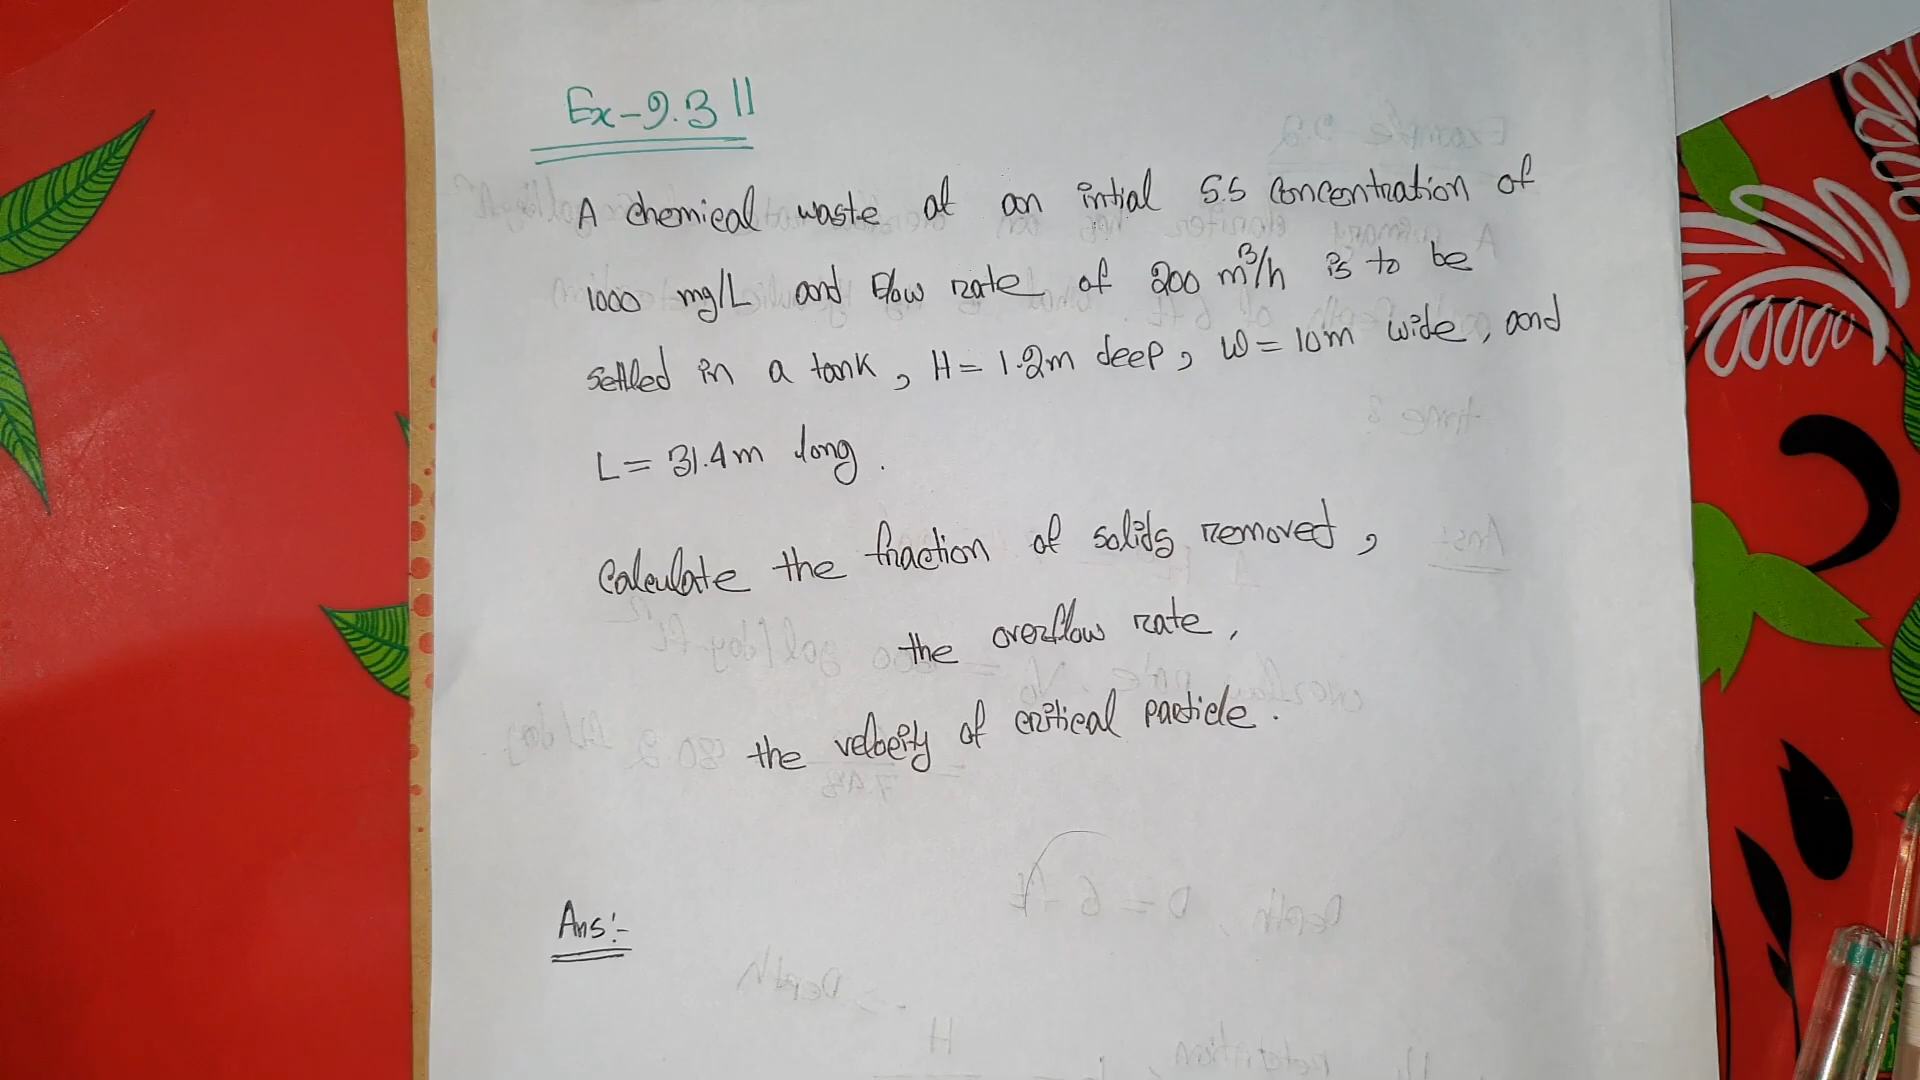 Ex-9.3 ||
A chemical waste at an intial S.S concentration of
1000 mg/L and flow rate of 200 m³/h is to be
settled in a tank, H = 1.2m deep, W = 10m wide, and
L = 31.4m long.
calculate the fraction of solids removed,
the overflow rate,
the velocity of critical particle.
Ans:-